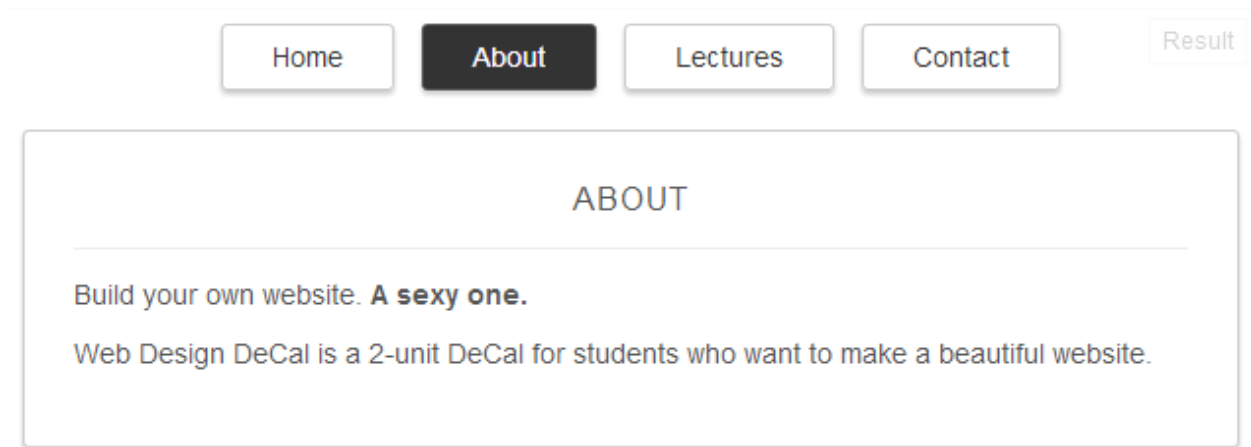 Home About Lectures Contact Result
ABOUT
Build your own website. A sexy one.
Web Design DeCal is a 2-unit DeCal for students who want to make a beautiful website.